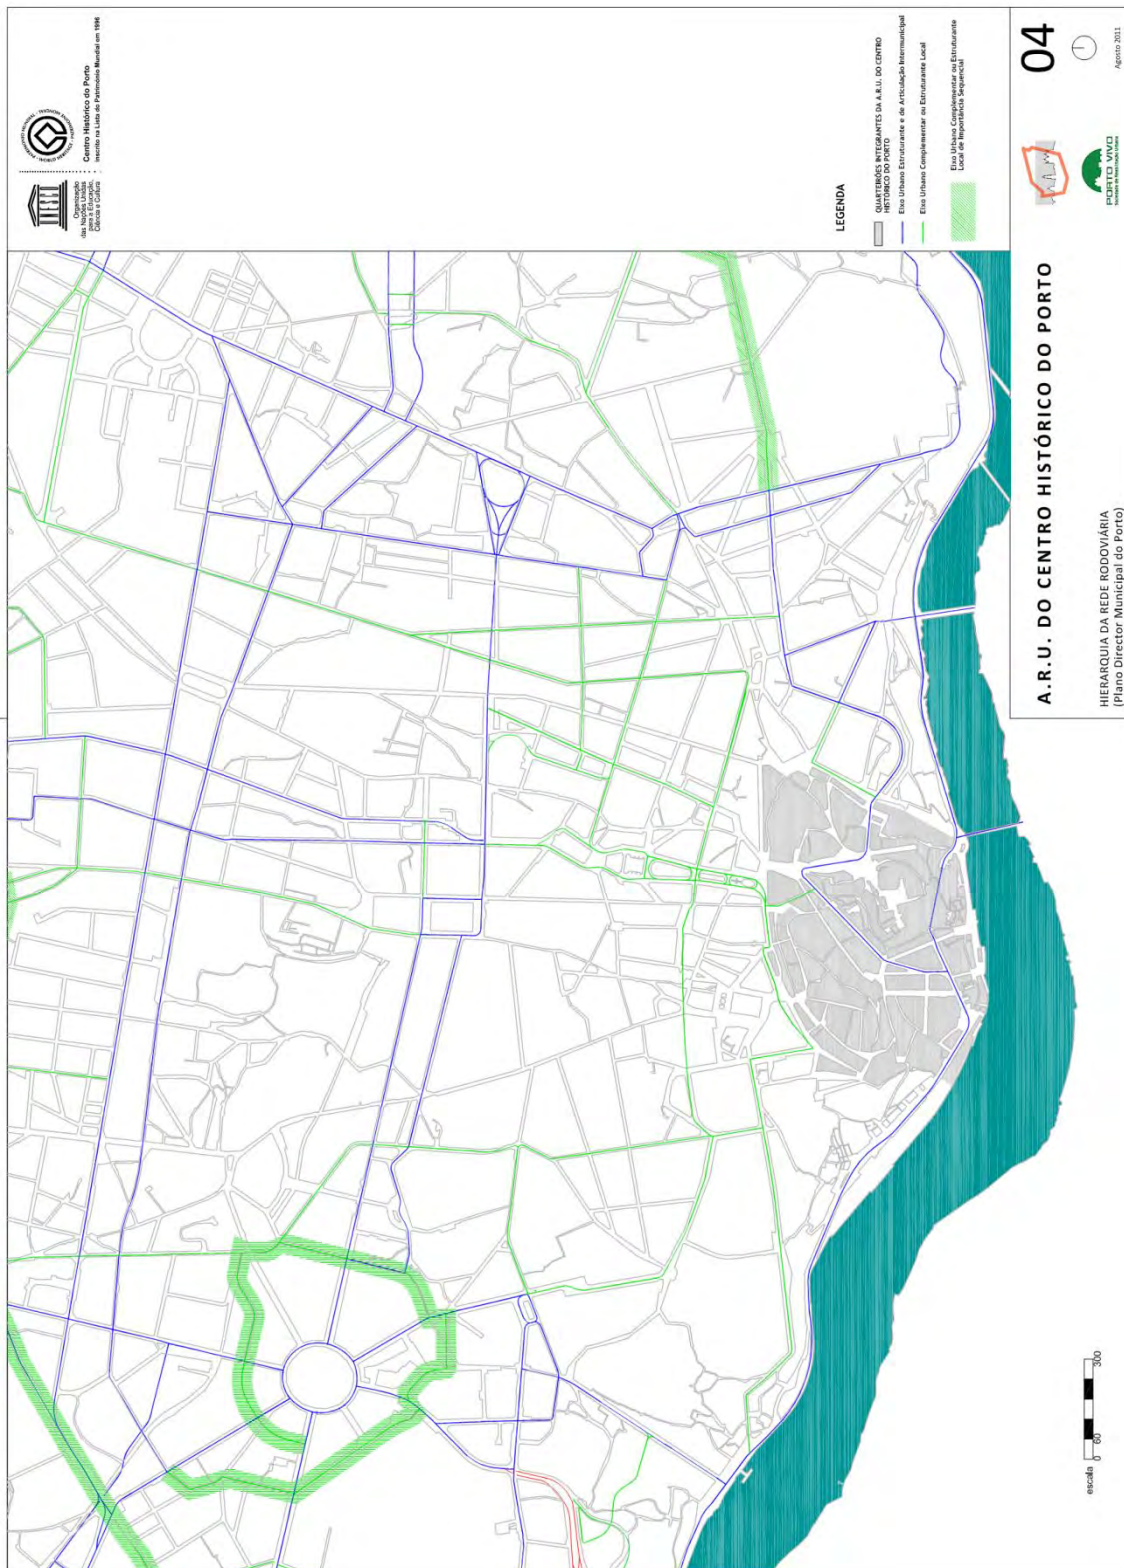 Organização
das Nações Unidas
para a Educação,
Ciência e Cultura
Centro Histórico do Porto
inscrito na Lista do Património Mundial em 1996
LEGENDA
QUARTEIRÕES INTEGRANTES DA A.R.U. DO CENTRO
HISTÓRICO DO PORTO
Eixo Urbano Estruturante e de Articulação Intermunicipal
Eixo Urbano Complementar ou Estruturante Local
Eixo Urbano Complementar ou Estruturante
Local de Importância Sequencial
escala
0 60 300
A.R.U. DO CENTRO HISTÓRICO DO PORTO
HIERARQUIA DA REDE RODOVIÁRIA
(Plano Director Municipal do Porto)
PORTO VIVO
04
Agosto 2011